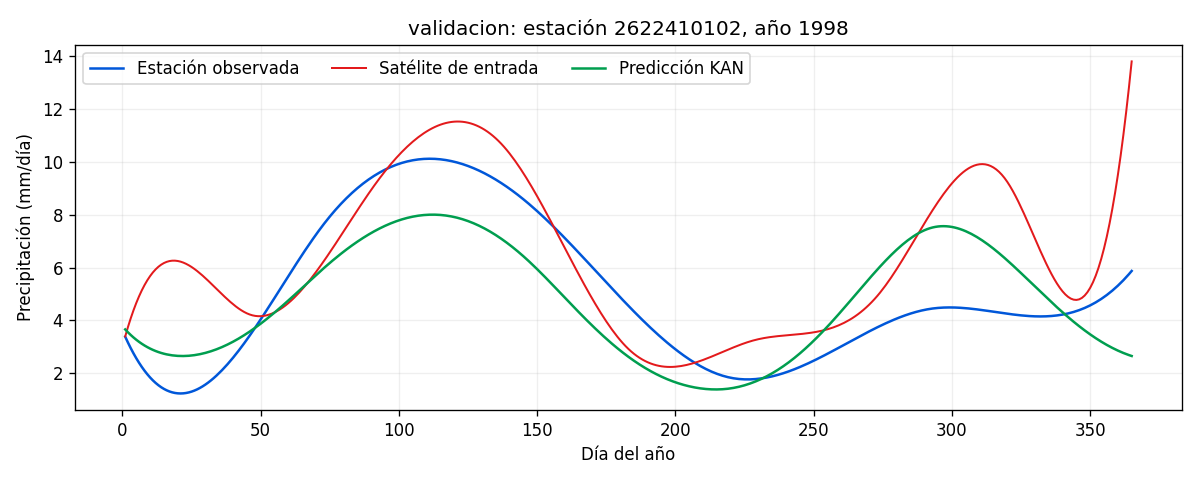 validacion: estación 2622410102, año 1998
Estación observada Satélite de entrada Predicción KAN
Precipitación (mm/día)
14
12
10
8
6
4
2
0 50 100 150 200 250 300 350
Día del año